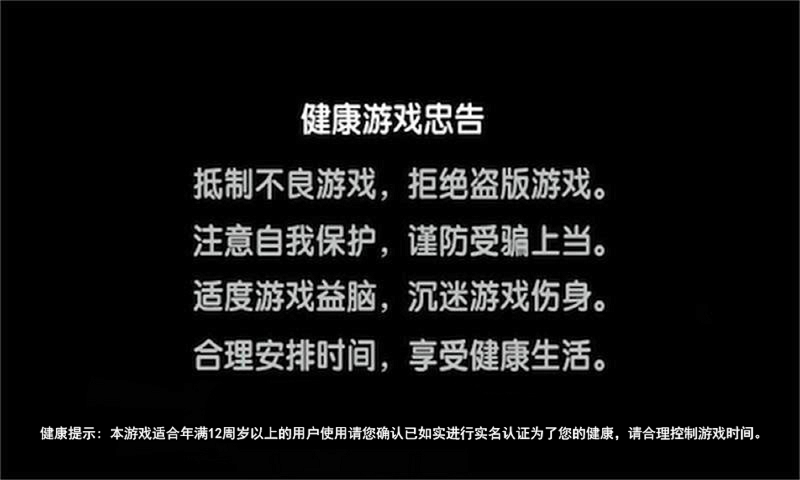 健康游戏忠告
抵制不良游戏，拒绝盗版游戏。
注意自我保护，谨防受骗上当。
适度游戏益脑，沉迷游戏伤身。
合理安排时间，享受健康生活。
健康提示：本游戏适合年满12周岁以上的用户使用请您确认已如实进行实名认证为了您的健康，请合理控制游戏时间。